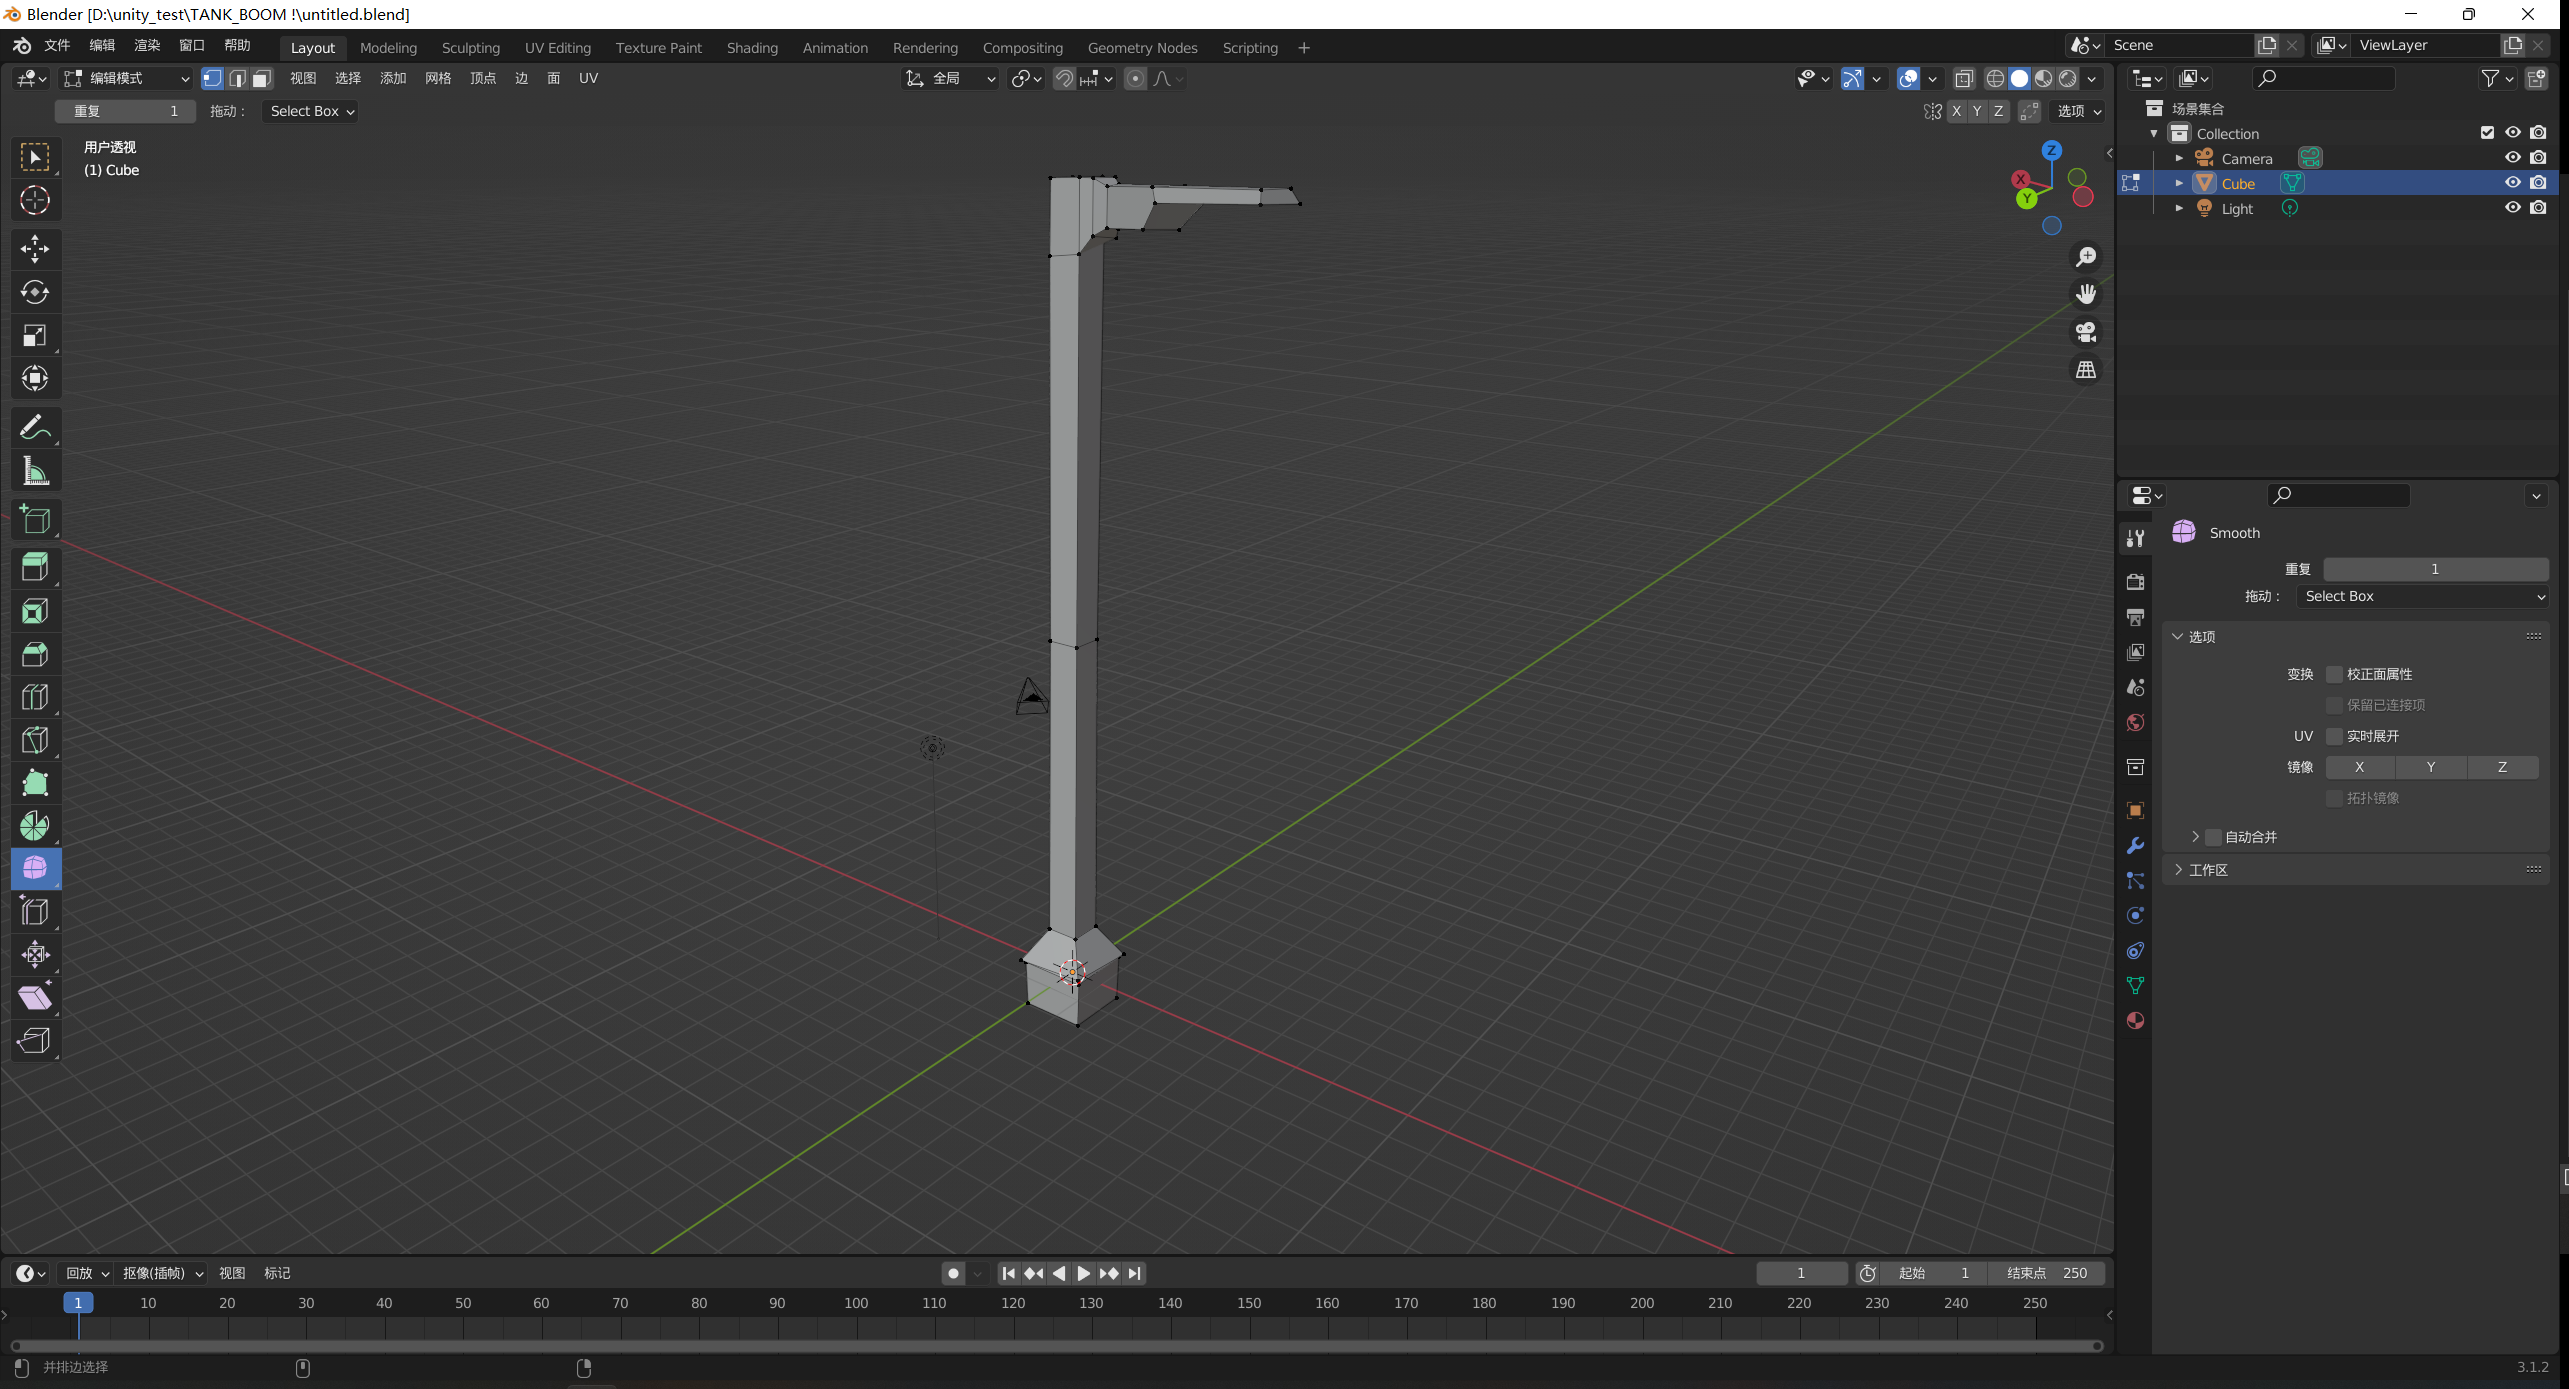 Blender [D:\unity_test\TANK_BOOM !\untitled.blend]
文件 编辑 渲染 窗口 帮助 Layout Modeling Sculpting UV Editing Texture Paint Shading Animation Rendering Compositing Geometry Nodes Scripting + Scene ViewLayer
编辑模式 视图 选择 添加 网格 顶点 边 面 UV 全局
重复 1 拖动： Select Box X Y Z 选项
用户透视
(1) Cube
Z
X
Y
场景集合
Collection
Camera
Cube
Light
Smooth
重复 1
拖动： Select Box
选项
变换 校正面属性
保留已连接项
UV 实时展开
镜像 X Y Z
拓扑镜像
自动合并
工作区
回放 抠像(插帧) 视图 标记 1 起始 1 结束点 250
1 10 20 30 40 50 60 70 80 90 100 110 120 130 140 150 160 170 180 190 200 210 220 230 240 250
并排边选择 3.1.2